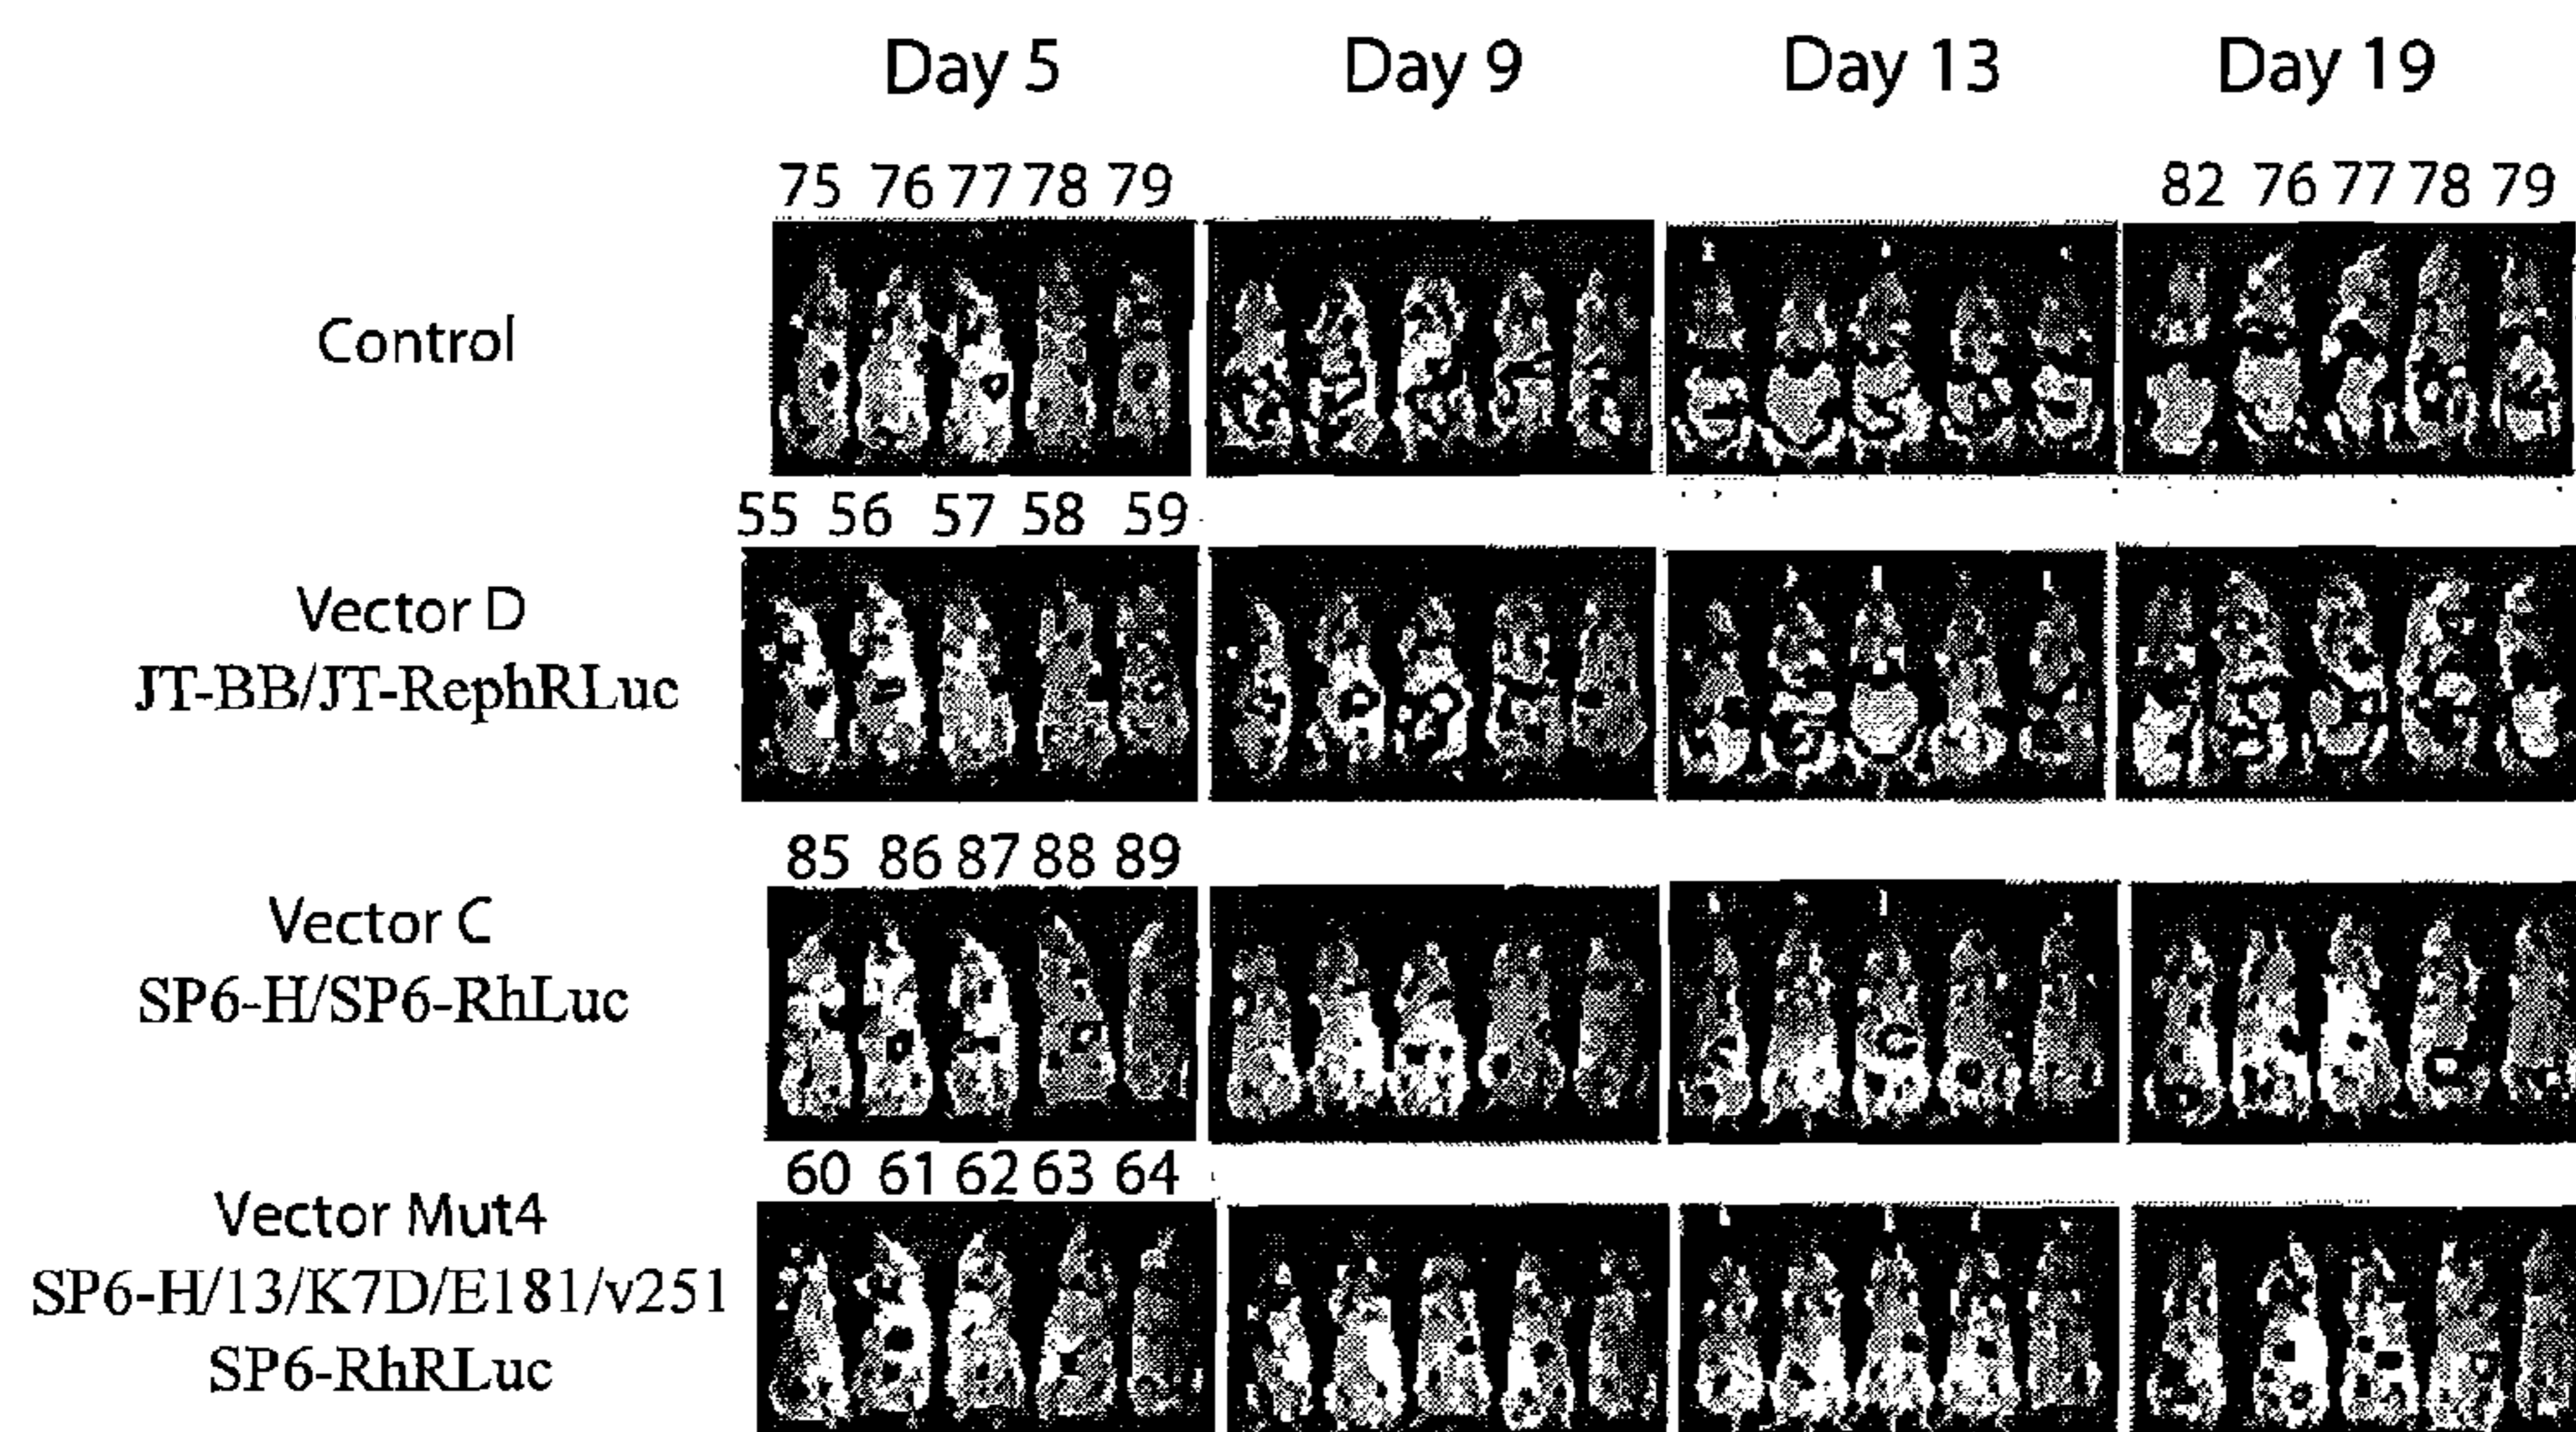 Day 5 Day 9 Day 13 Day 19
75 76 77 78 79 82 76 77 78 79
Control
55 56 57 58 59
Vector D
JT-BB/JT-RephRLuc
85 86 87 88 89
Vector C
SP6-H/SP6-RhLuc
60 61 62 63 64
Vector Mut4
SP6-H/13/K7D/E181/v251
SP6-RhRLuc